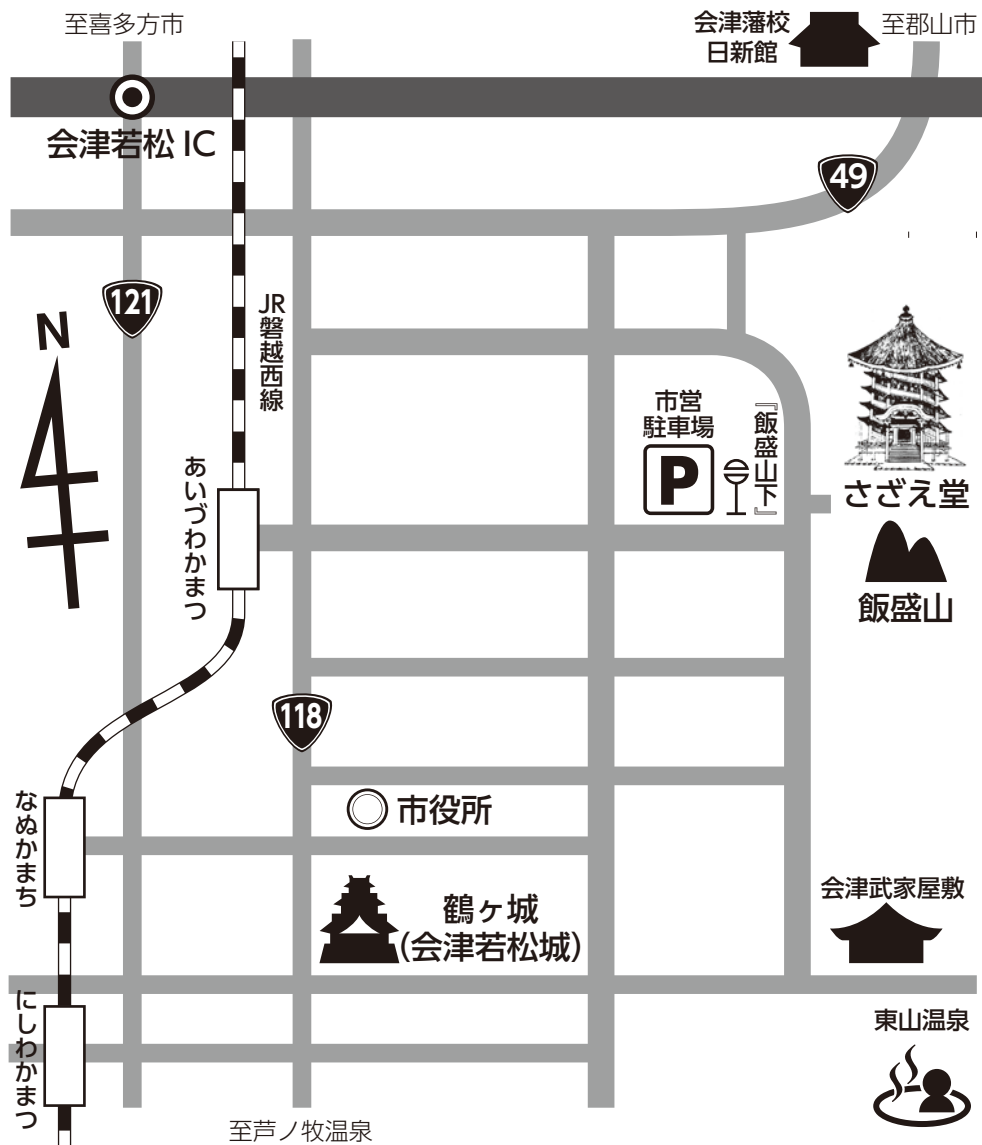 至喜多方市
会津藩校
日新館
至郡山市
会津若松 IC
49
121
N
JR磐越西線
市営
駐車場
P
『飯盛山下』
さざえ堂
あいづわかまつ
飯盛山
118
市役所
なぬかまち
鶴ヶ城
(会津若松城)
会津武家屋敷
にしわかまつ
東山温泉
至芦ノ牧温泉